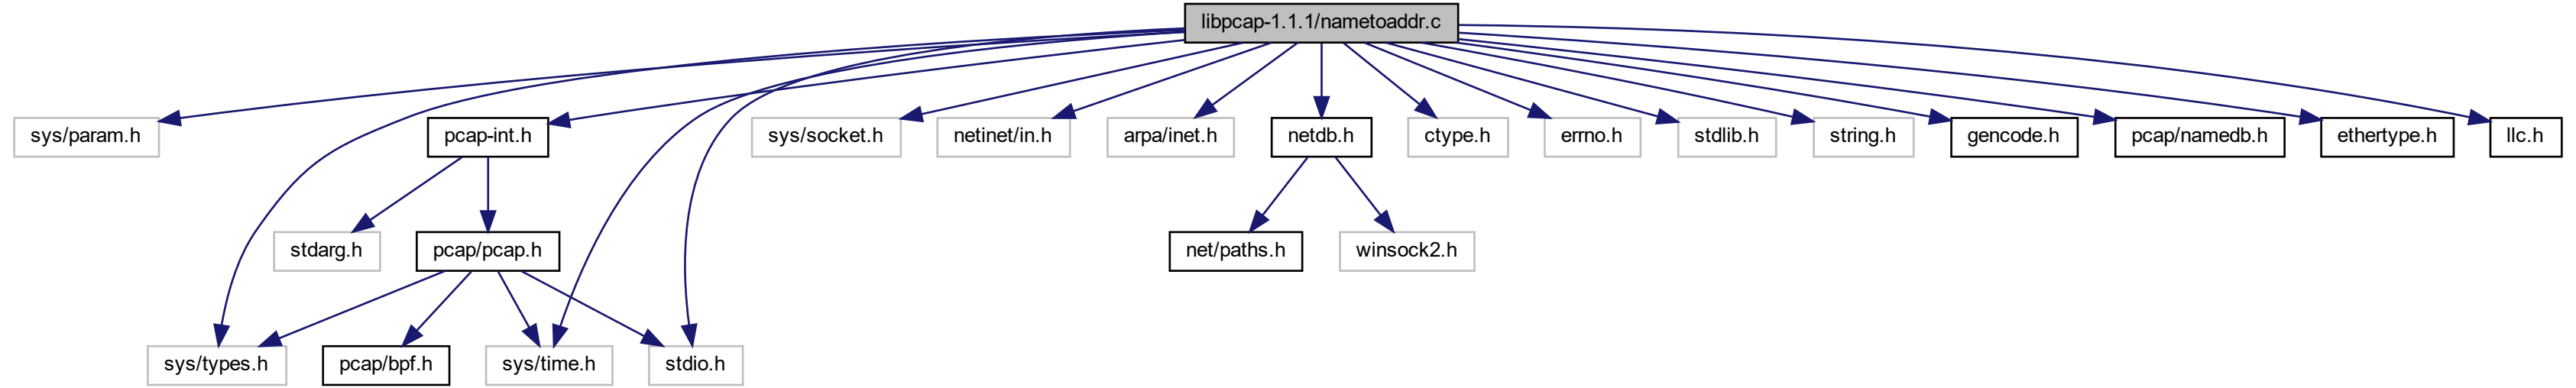 libpcap-1.1.1/nametoaddr.c
sys/param.h
pcap-int.h
sys/socket.h
netinet/in.h
arpa/inet.h
netdb.h
ctype.h
errno.h
stdlib.h
string.h
gencode.h
pcap/namedb.h
ethertype.h
llc.h
stdarg.h
pcap/pcap.h
net/paths.h
winsock2.h
sys/types.h
pcap/bpf.h
sys/time.h
stdio.h